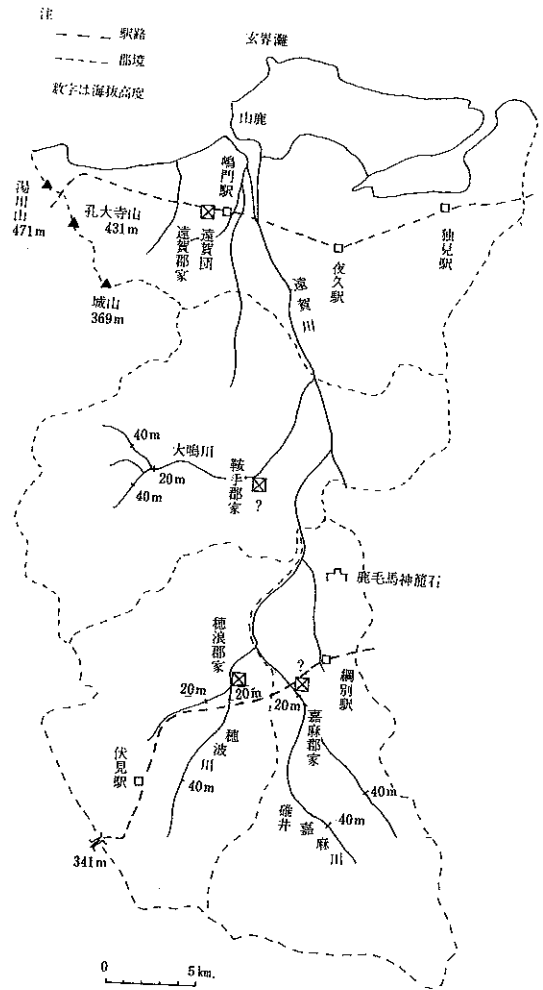 注
駅路
郡境
数字は海抜高度
玄界灘
山鹿
嶋門駅
湯川山
471m
孔大寺山
431m
遠賀郡家
遠賀団
独見駅
夜久駅
城山
369m
遠賀川
40m
大鳴川
20m
40m
鞍手郡家
?
鹿毛馬神籠石
穂浪郡家
?
綱別駅
20m
20m
20m
嘉麻郡家
穂波川
伏見駅
40m
40m
碓井
40m
嘉麻川
341m
0
5km.